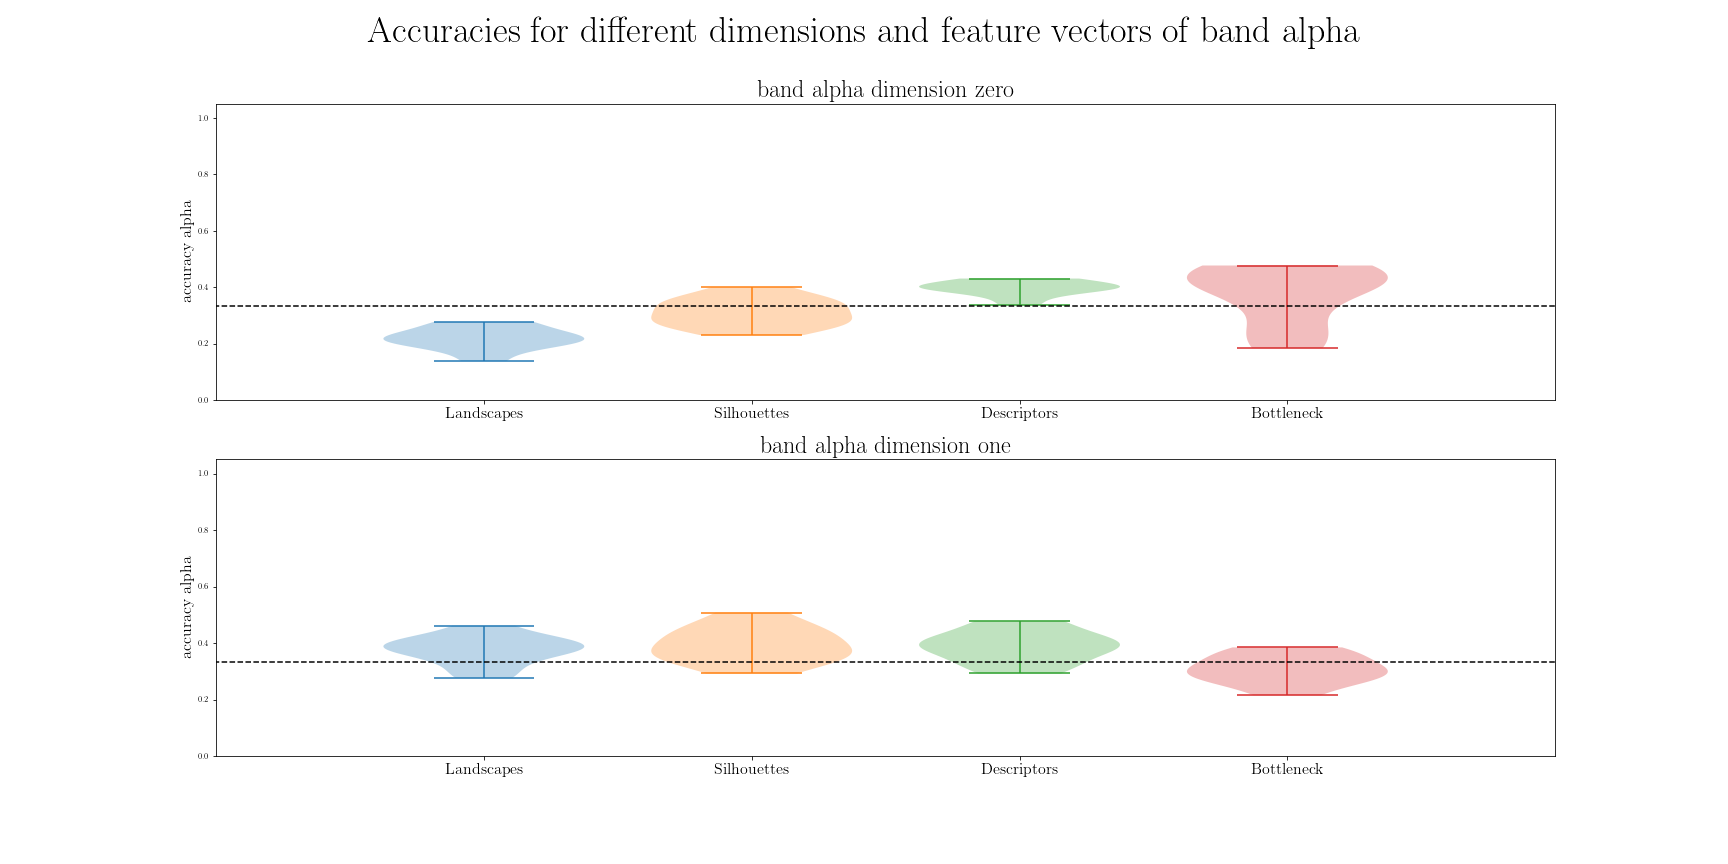 Accuracies for different dimensions and feature vectors of band alpha
band alpha dimension zero
accuracy alpha
1.0
0.8
0.6
0.4
0.2
0.0
Landscapes Silhouettes Descriptors Bottleneck
band alpha dimension one
accuracy alpha
1.0
0.8
0.6
0.4
0.2
0.0
Landscapes Silhouettes Descriptors Bottleneck